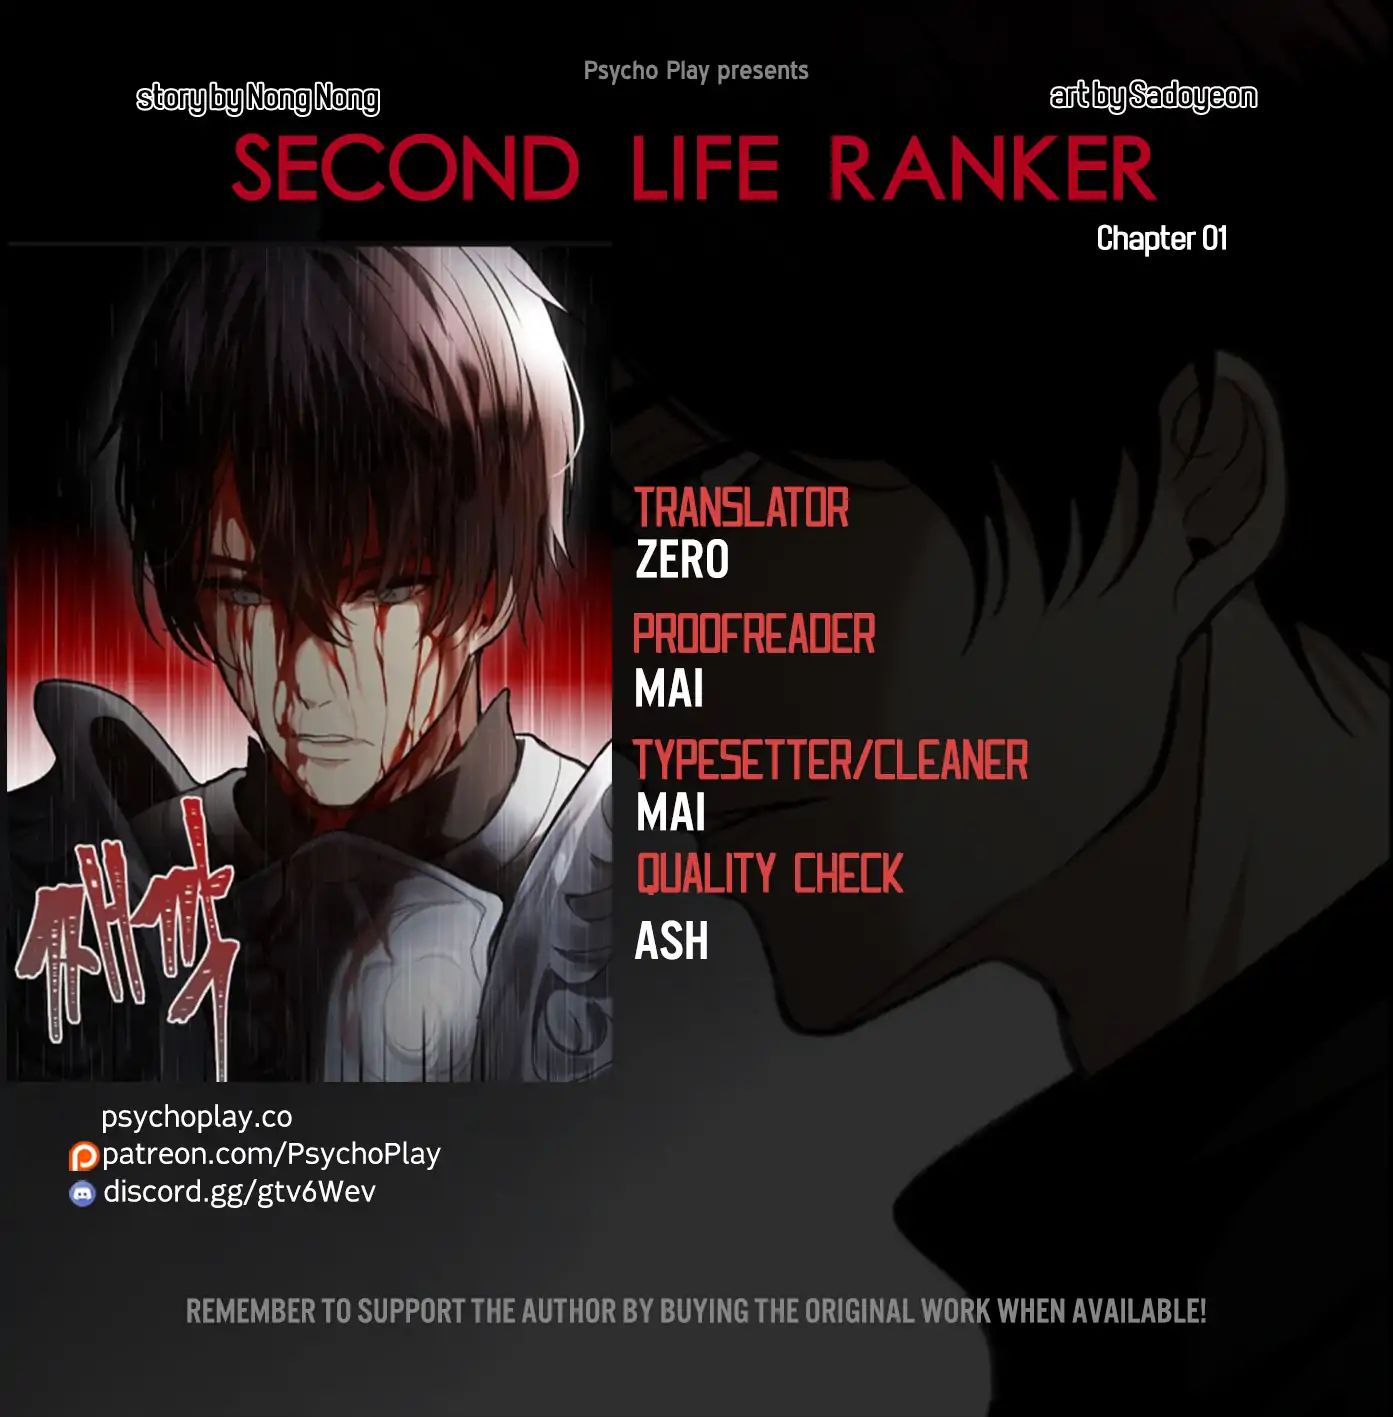 Psycho Play presents
story by Nong Nong
art by Sadoyeon
SECOND LIFE RANKER
Chapter 01
TRANSLATOR
ZERO
PROOFREADER
MAI
TYPESETTER/CLEANER
MAI
QUALITY CHECK
ASH
psychoplay.co
patreon.com/PsychoPlay
discord.gg/gtv6Wev
REMEMBER TO SUPPORT THE AUTHOR BY BUYING THE ORIGINAL WORK WHEN AVAILABLE!